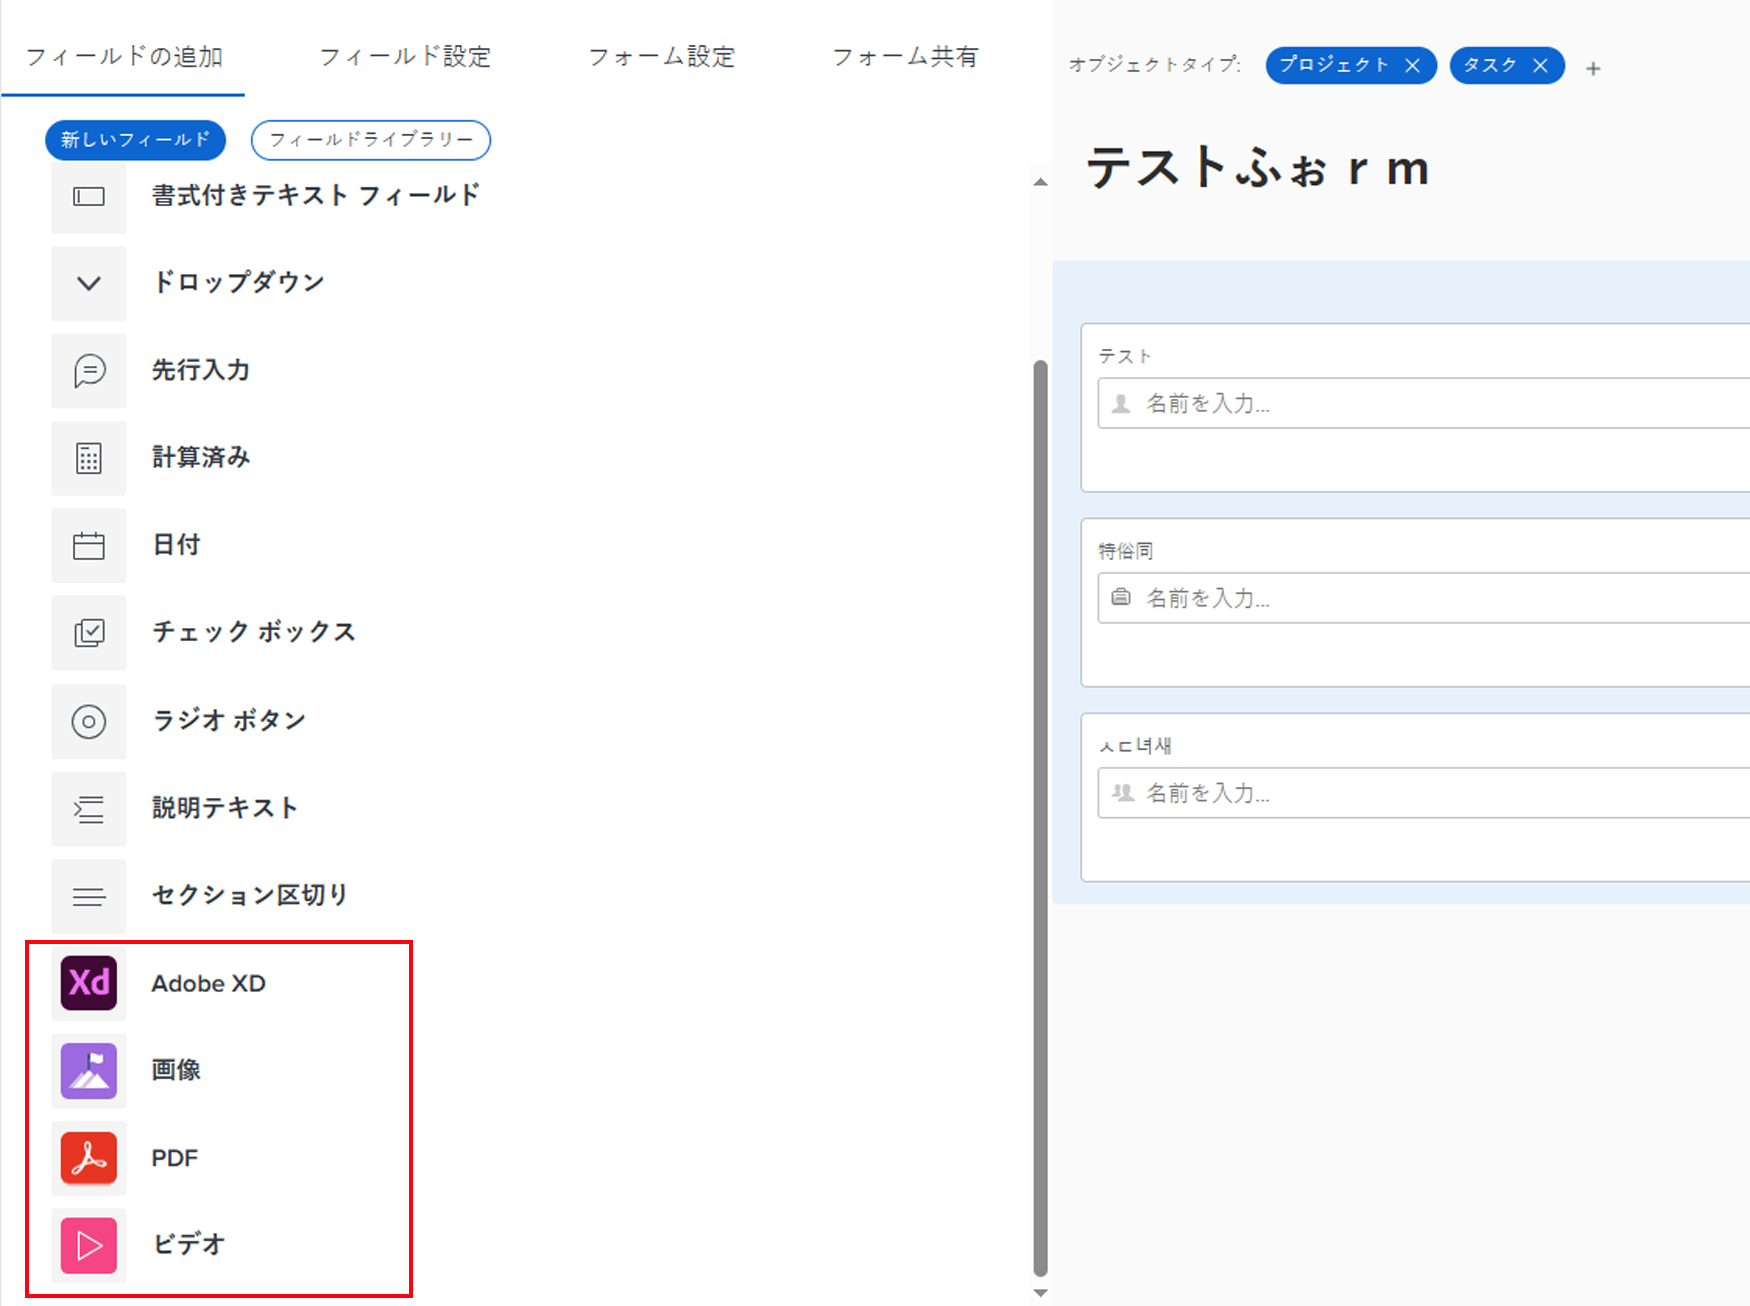 フィールドの追加
フィールド設定
フォーム設定
フォーム共有
新しいフィールド
フィールドライブラリー
書式付きテキスト フィールド
ドロップダウン
先行入力
計算済み
日付
チェック ボックス
ラジオ ボタン
説明テキスト
セクション区切り
Xd
Adobe XD
画像
PDF
ビデオ
オブジェクトタイプ:
プロジェクト
タスク
テストふぉｒｍ
テスト
名前を入力...
特俗同
名前を入力...
ㅅㄷ녀새
名前を入力...